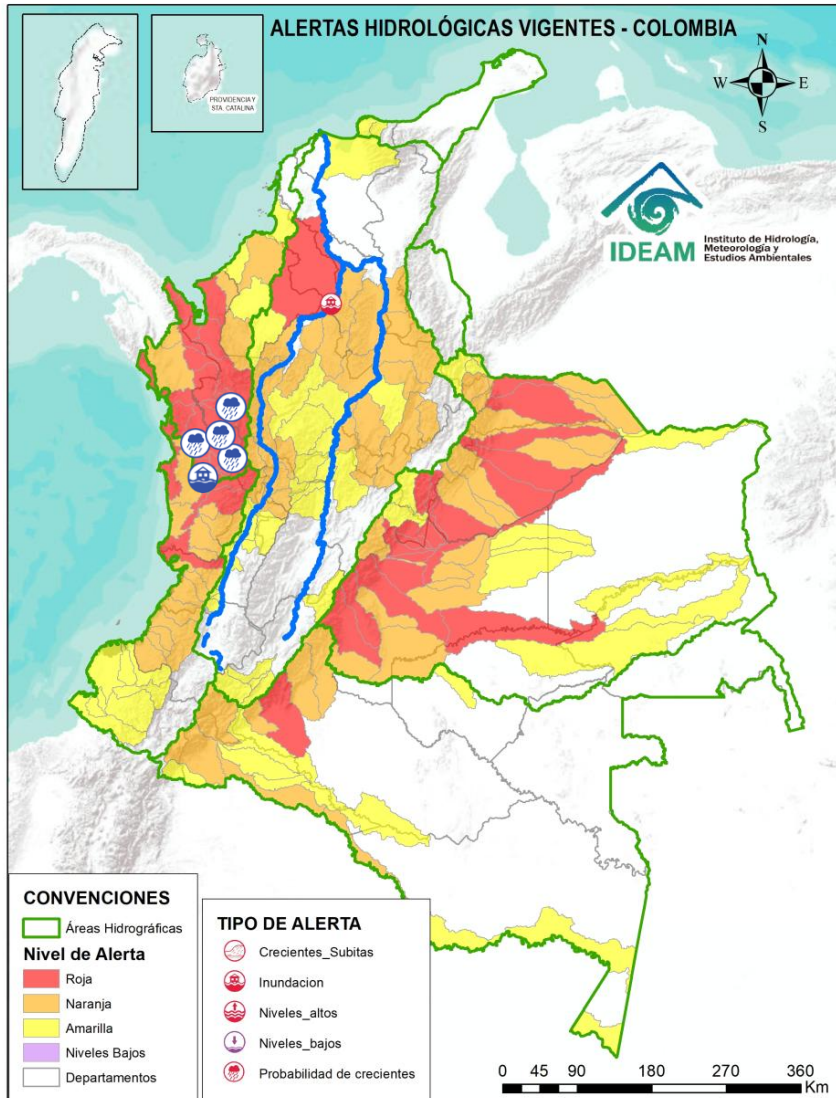 ALERTAS HIDROLÓGICAS VIGENTES - COLOMBIA
PROVIDENCIA Y
STA. CATALINA
N
W
E
S
IDEAM
Instituto de Hidrología,
Meteorología y
Estudios Ambientales
CONVENCIONES
Áreas Hidrográficas
Nivel de Alerta
Roja
Naranja
Amarilla
Niveles Bajos
Departamentos
TIPO DE ALERTA
Crecientes_Subitas
Inundacion
Niveles_altos
Niveles_bajos
Probabilidad de crecientes
0 45 90 180 270 360
Km